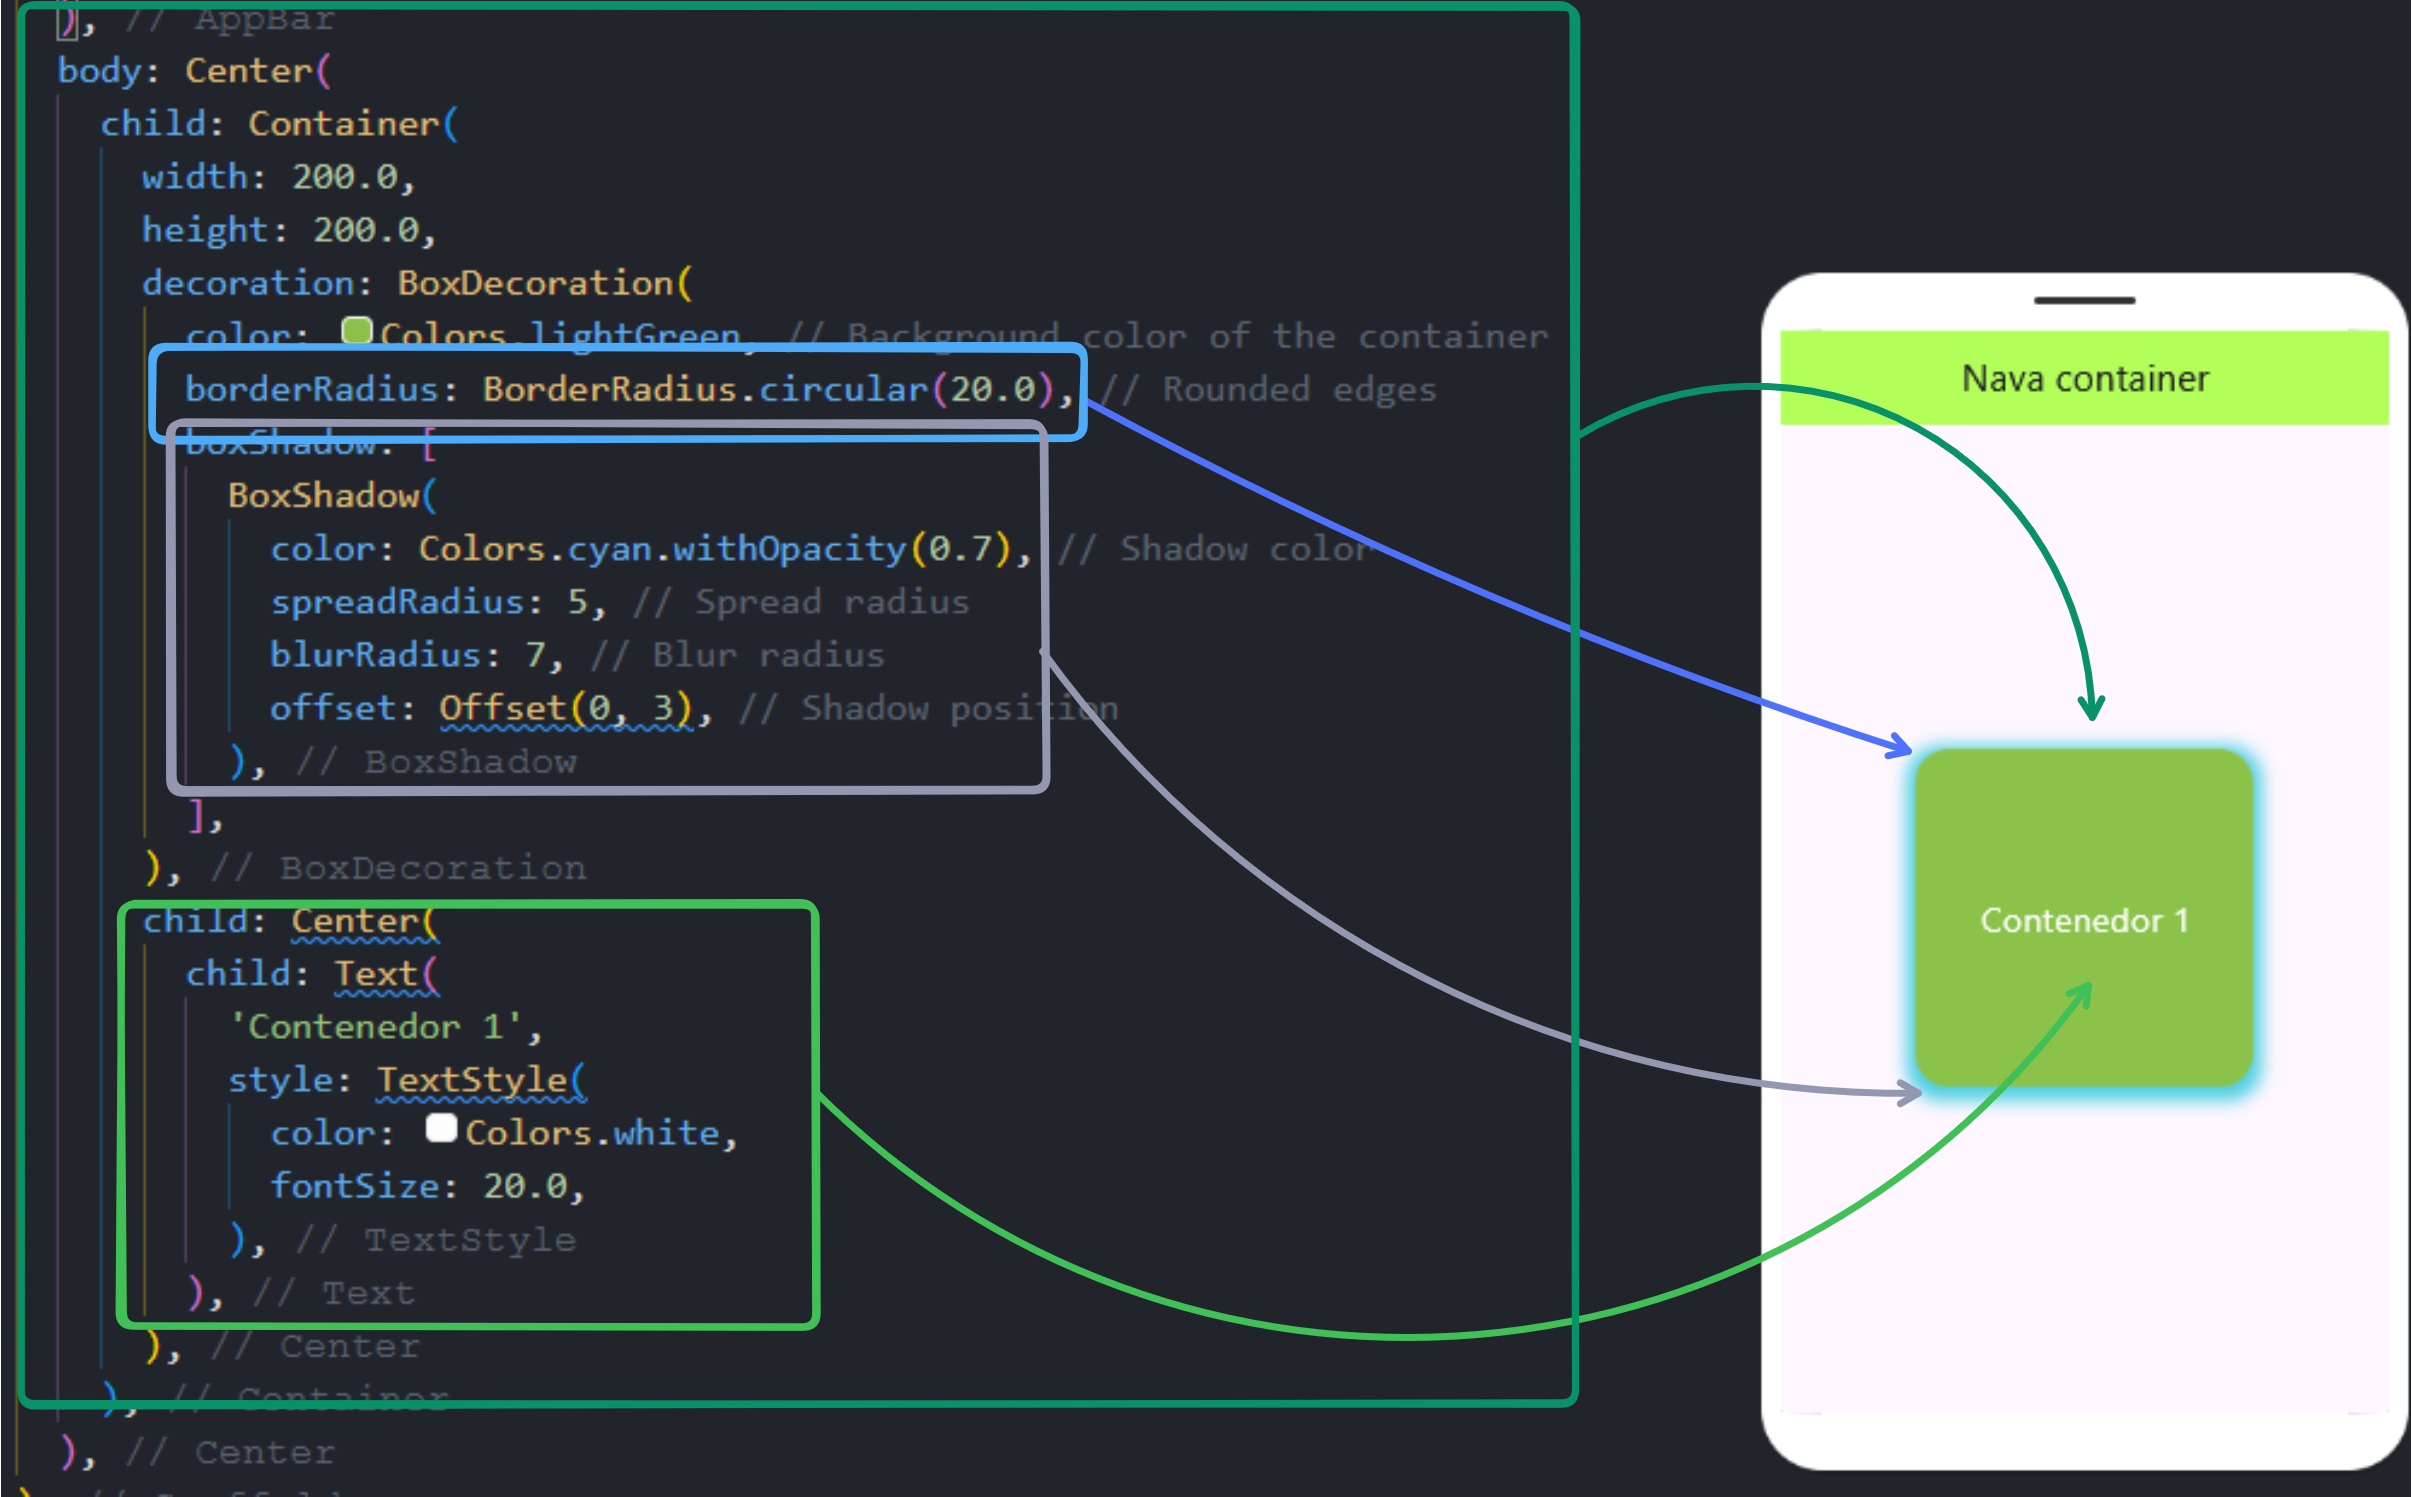 ), // AppBar
body: Center(
child: Container(
width: 200.0,
height: 200.0,
decoration: BoxDecoration(
color: Colors.lightGreen, // Background color of the container
borderRadius: BorderRadius.circular(20.0), // Rounded edges
boxShadow: [
BoxShadow(
color: Colors.cyan.withOpacity(0.7), // Shadow color
spreadRadius: 5, // Spread radius
blurRadius: 7, // Blur radius
offset: Offset(0, 3), // Shadow position
), // BoxShadow
],
), // BoxDecoration
child: Center(
child: Text(
'Contenedor 1',
style: TextStyle(
color: Colors.white,
fontSize: 20.0,
), // TextStyle
), // Text
), // Center
), // Container
), // Center
Nava container
Contenedor 1